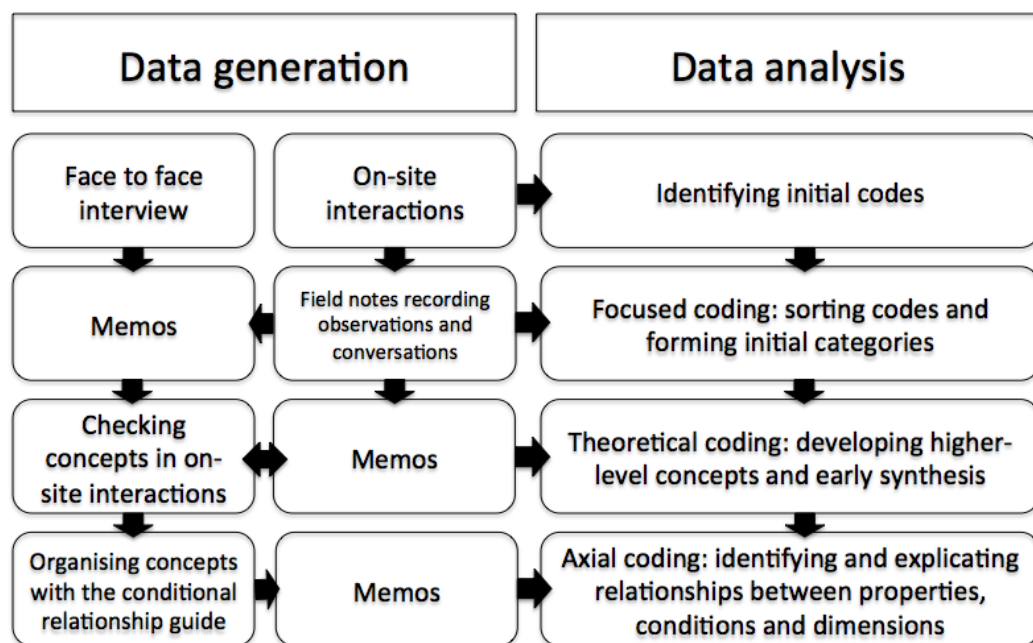 Data generation
Data analysis
Face to face
interview
On-site
interactions
Identifying initial codes
Memos
Field notes recording
observations and
conversations
Focused coding: sorting codes and
forming initial categories
Checking
concepts in on-
site interactions
Memos
Theoretical coding: developing higher-
level concepts and early synthesis
Organising concepts
with the conditional
relationship guide
Memos
Axial coding: identifying and explicating
relationships between properties,
conditions and dimensions